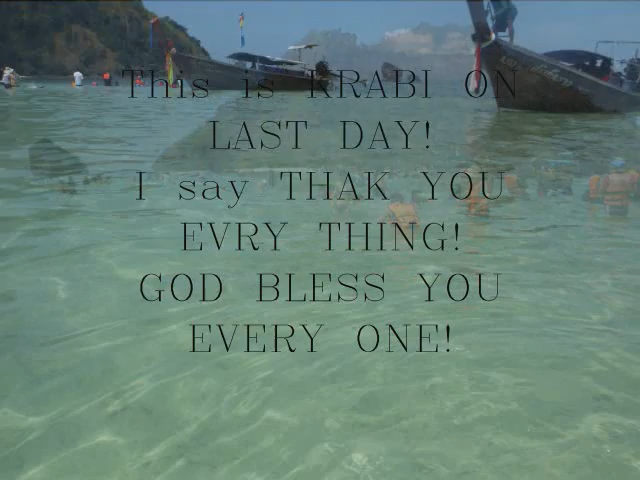 This is KRABI ON
LAST DAY!
I say THAK YOU
EVRY THING!
GOD BLESS YOU
EVERY ONE!